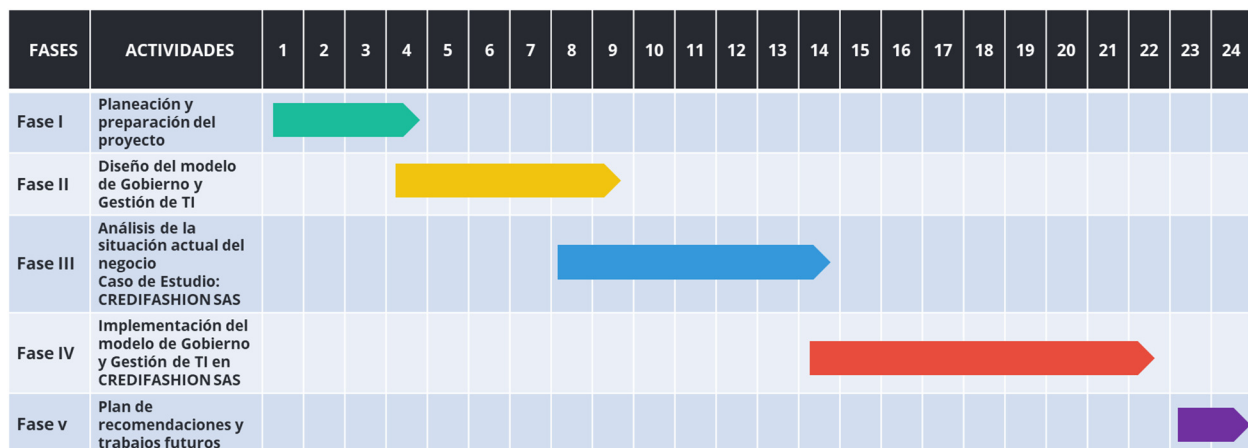 FASES ACTIVIDADES 1 2 3 4 5 6 7 8 9 10 11 12 13 14 15 16 17 18 19 20 21 22 23 24
Fase I
Planeación y
preparación del
proyecto
Fase II
Diseño del modelo
de Gobierno y
Gestión de TI
Fase III
Análisis de la
situación actual del
negocio
Caso de Estudio:
CREDIFASHION SAS
Fase IV
Implementación del
modelo de Gobierno
y Gestión de TI en
CREDIFASHION SAS
Fase v
Plan de
recomendaciones y
trabajos futuros